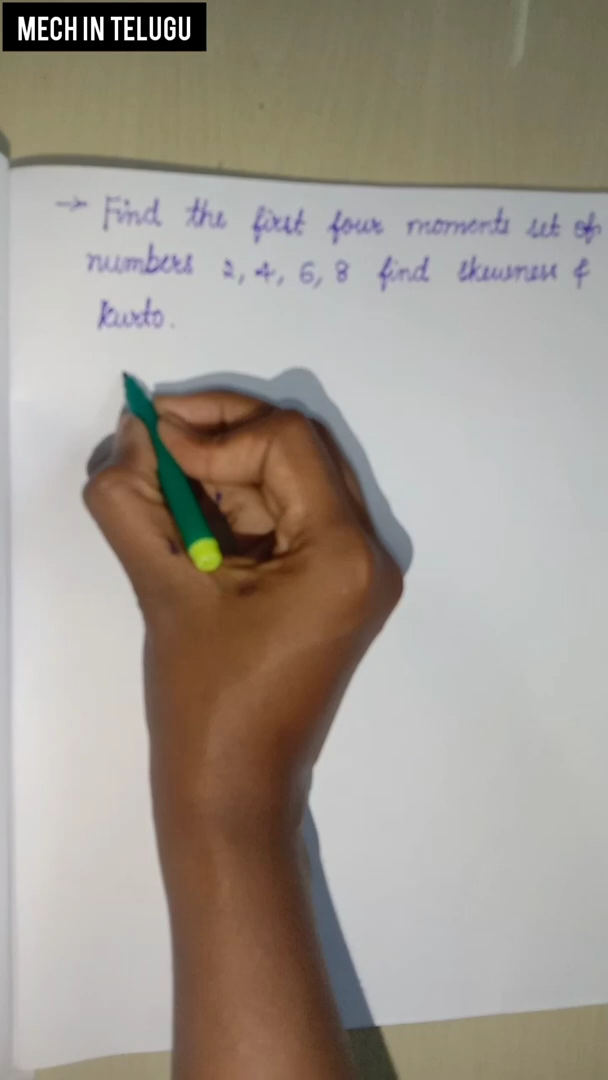 MECH IN TELUGU
→ Find the first four moments set of
numbers 2, 4, 6, 8 find skewness &
kurto.